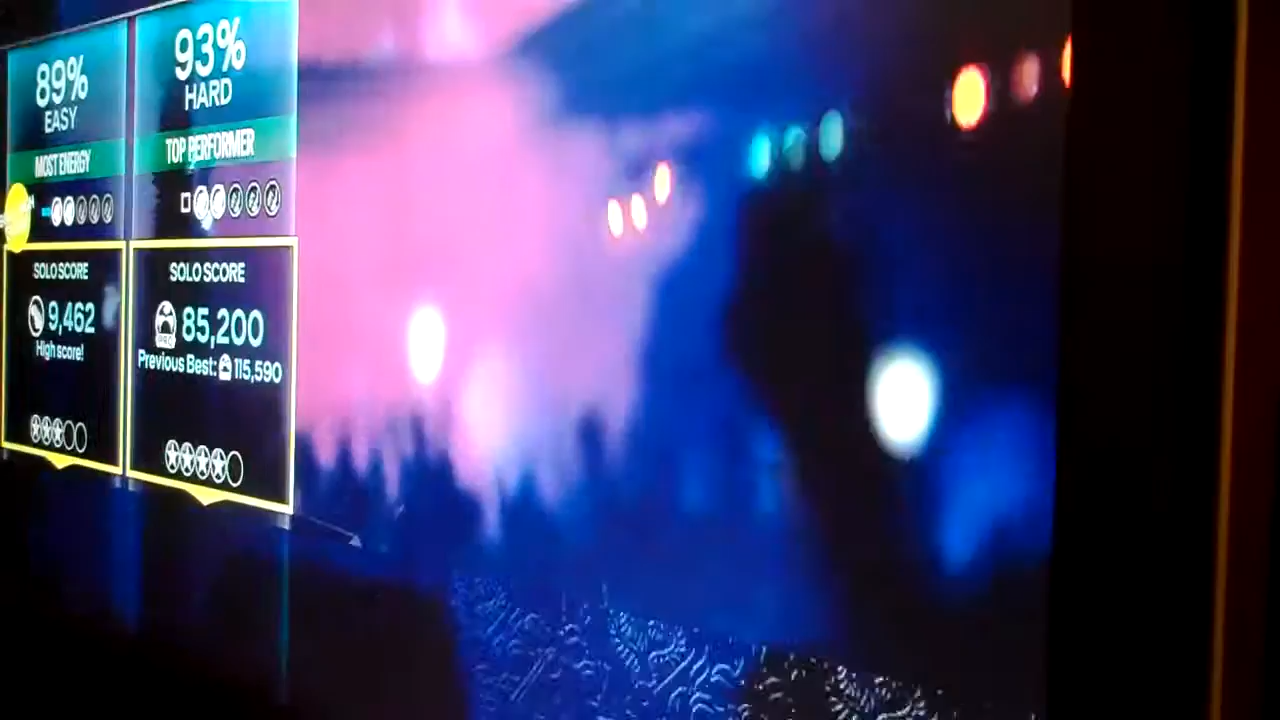 89%
EASY
MOST ENERGY
SOLO SCORE
9,462
High score!
93%
HARD
TOP PERFORMER
SOLO SCORE
PRO
85,200
Previous Best: 115,590